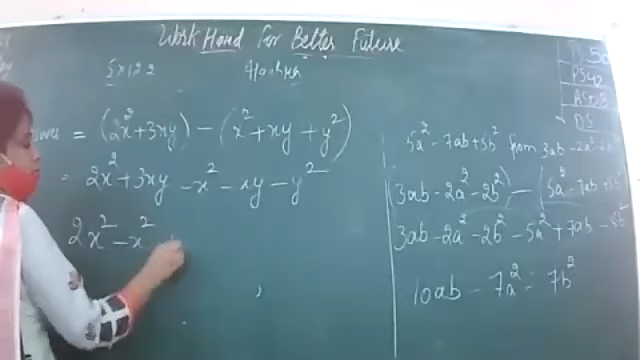 Work Hard For Better Future
Ex 12.2
= (2x² + 3xy) − (x² + xy + y²)
= 2x² + 3xy − x² − xy − y²
2x² − x² +
5a² − 7ab + 5b² from 3ab − 2a² − 2b²
(3ab − 2a² − 2b²) − (5a² − 7ab + 5b²)
3ab − 2a² − 2b² − 5a² + 7ab − 5b²
10ab − 7a² − 7b²